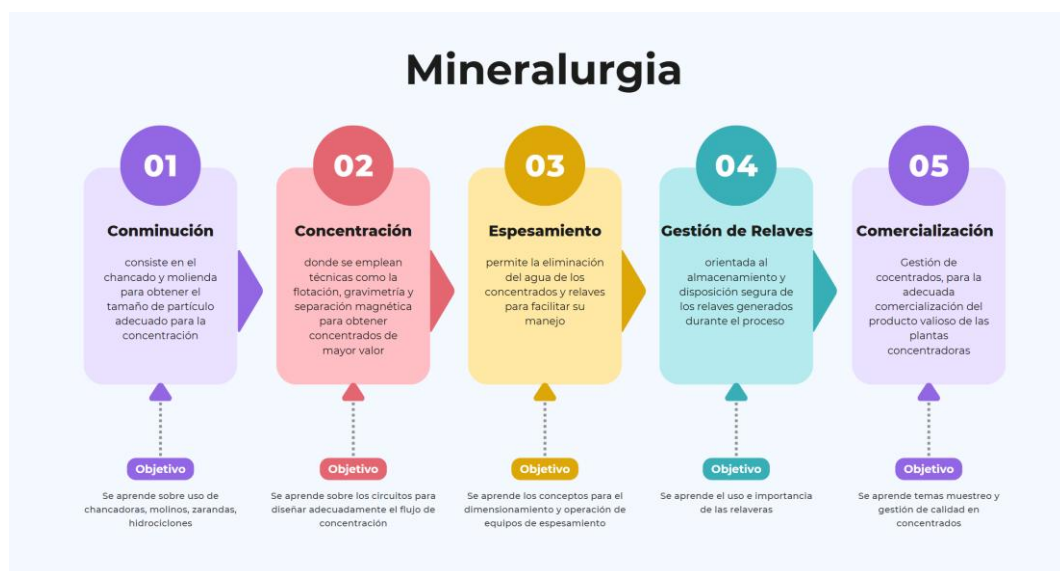 Mineralurgia
01
Conminución
consiste en el
chancado y molienda
para obtener el
tamaño de partículo
adecuado para la
concentración
Objetivo
Se aprende sobre uso de
chancadoras, molinos, zarandas,
hidrociclones
02
Concentración
donde se emplean
técnicas como la
flotación, gravimetría y
separación magnética
para obtener
concentrados de
mayor valor
Objetivo
Se aprende sobre los circuitos para
diseñar adecuadamente el flujo de
concentración
03
Espesamiento
permite la eliminación
del agua de los
concentrados y relaves
para facilitar su
manejo
Objetivo
Se aprende los conceptos para el
dimensionamiento y operación de
equipos de espesamiento
04
Gestión de Relaves
orientada al
almacenamiento y
disposición segura de
los relaves generados
durante el proceso
Objetivo
Se aprende el uso e importancia
de las relaveras
05
Comercialización
Gestión de
cocentrados, para la
adecuada
comercialización del
producto valioso de las
plantas
concentradoras
Objetivo
Se aprende temas muestreo y
gestión de calidad en
concentrados